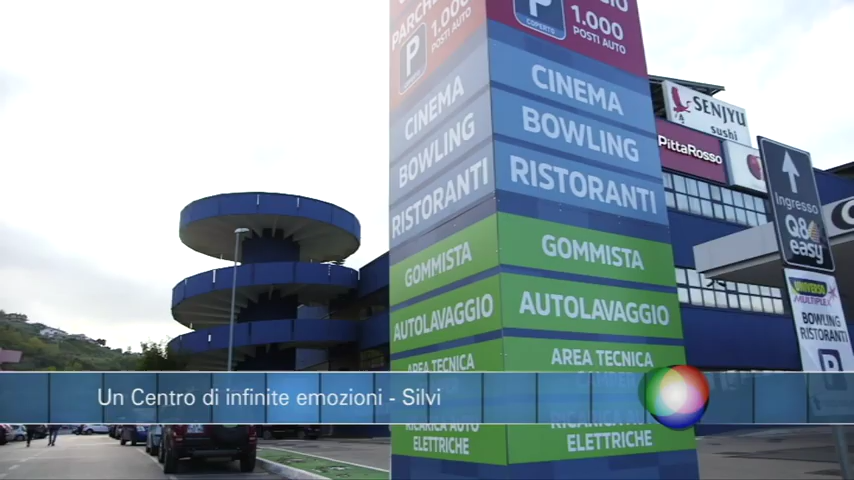 PARCHEGGIO
P
1.000
POSTI AUTO
CINEMA
BOWLING
RISTORANTI
GOMMISTA
AUTOLAVAGGIO
AREA TECNICA
RICARICA AUTO
ELETTRICHE
P
COPERTO
1.000
POSTI AUTO
CINEMA
BOWLING
RISTORANTI
GOMMISTA
AUTOLAVAGGIO
AREA TECNICA
CAMPER
RICARICA AUTO
ELETTRICHE
SENJYU
sushi
PittaRosso
Ingresso
Q8
easy
UNIVERSO
MULTIPLEX
BOWLING
RISTORANTI
P
Un Centro di infinite emozioni - Silvi